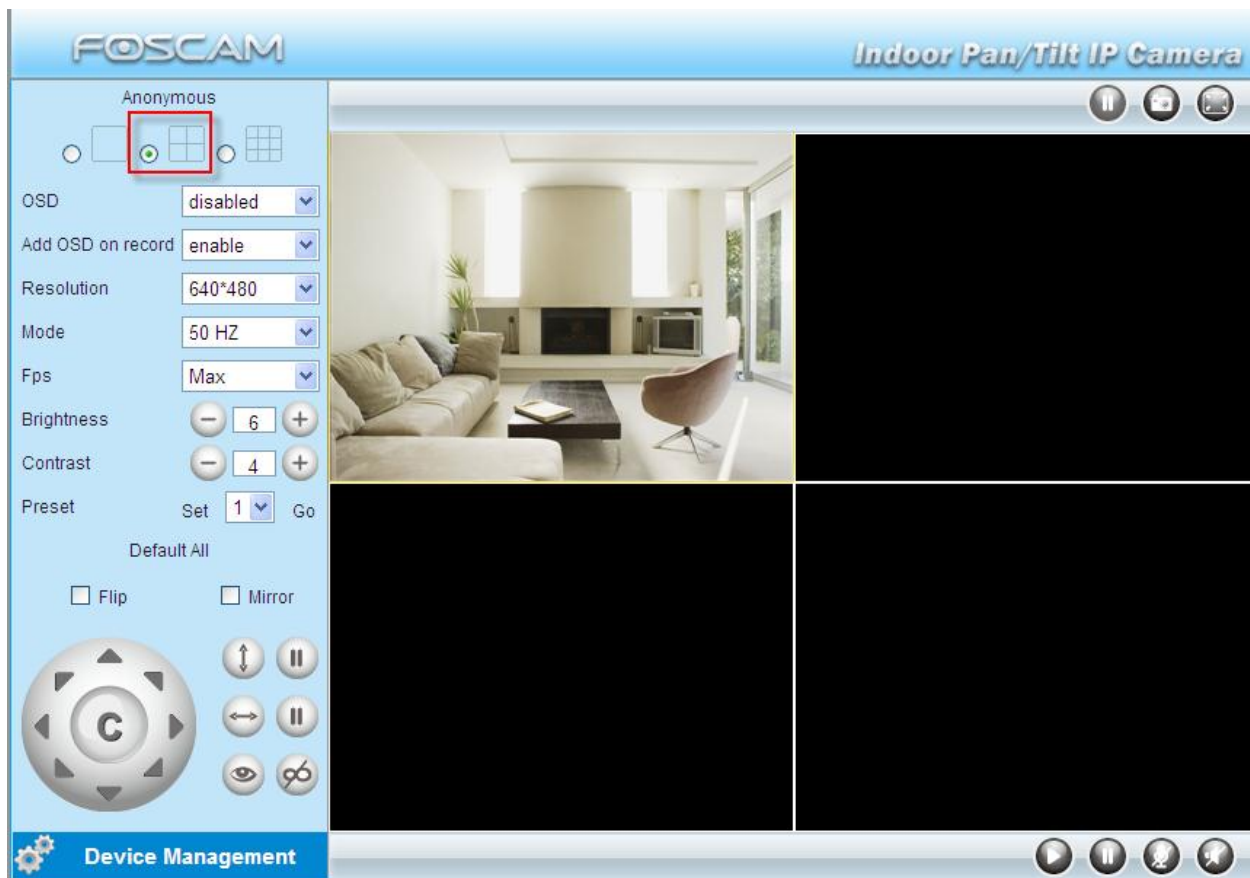 FOSCAM
Indoor Pan/Tilt IP Camera
Anonymous
OSD disabled
Add OSD on record enable
Resolution 640*480
Mode 50 HZ
Fps Max
Brightness 6
Contrast 4
Preset Set 1 Go
Default All
Flip Mirror
C
Device Management